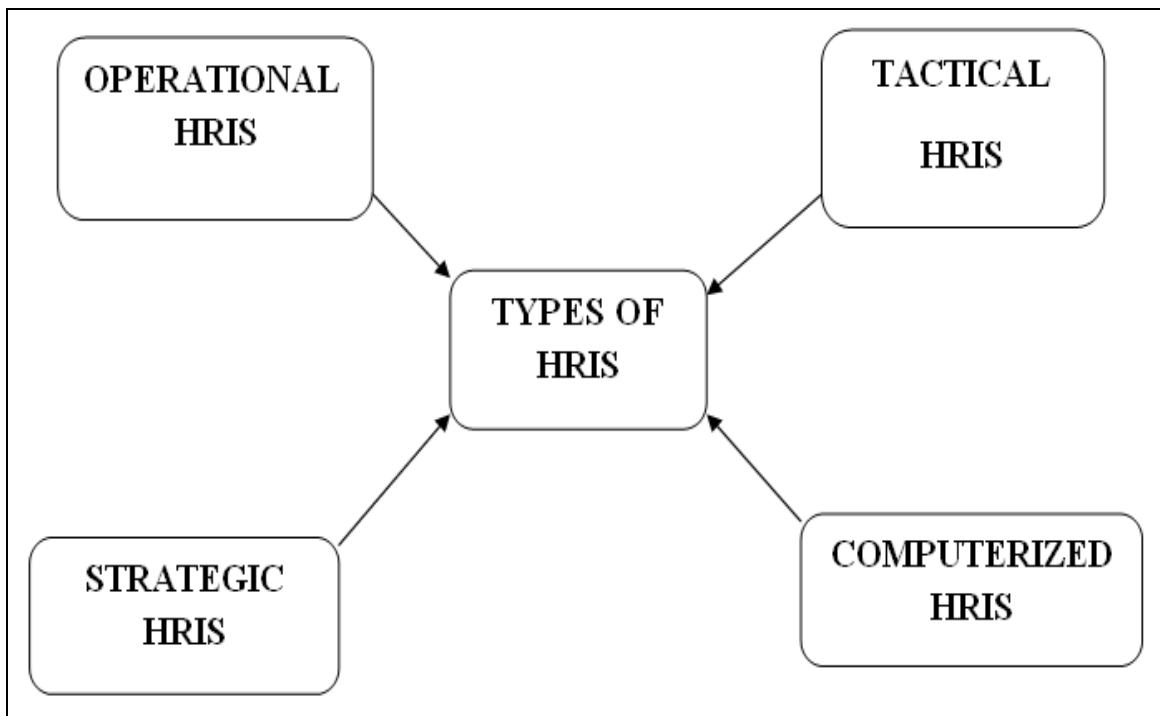 OPERATIONAL
HRIS
TACTICAL
HRIS
TYPES OF
HRIS
STRATEGIC
HRIS
COMPUTERIZED
HRIS